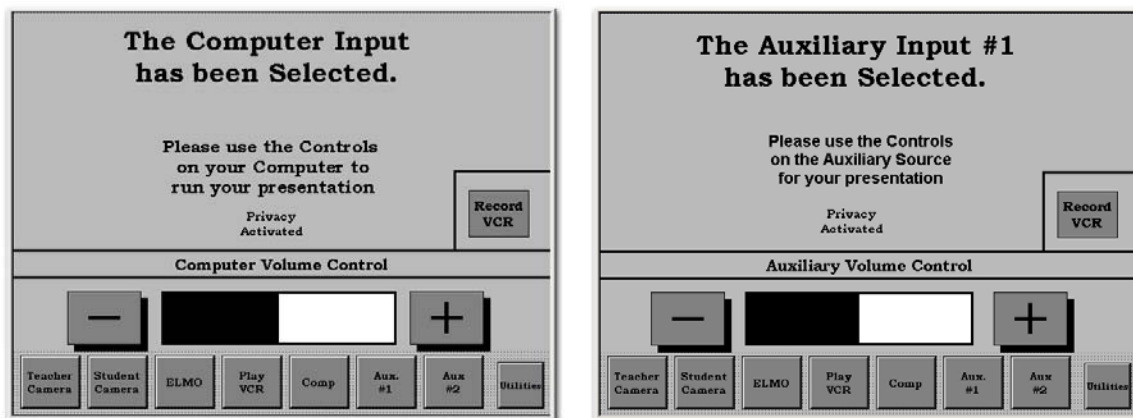 The Computer Input
has been Selected.
Please use the Controls
on your Computer to
run your presentation
Privacy
Activated
Record
VCR
Computer Volume Control
− +
Teacher Camera Student Camera ELMO Play VCR Comp Aux. #1 Aux #2 Utilities
The Auxiliary Input #1
has been Selected.
Please use the Controls
on the Auxiliary Source
for your presentation
Privacy
Activated
Record
VCR
Auxiliary Volume Control
− +
Teacher Camera Student Camera ELMO Play VCR Comp Aux. #1 Aux #2 Utilities